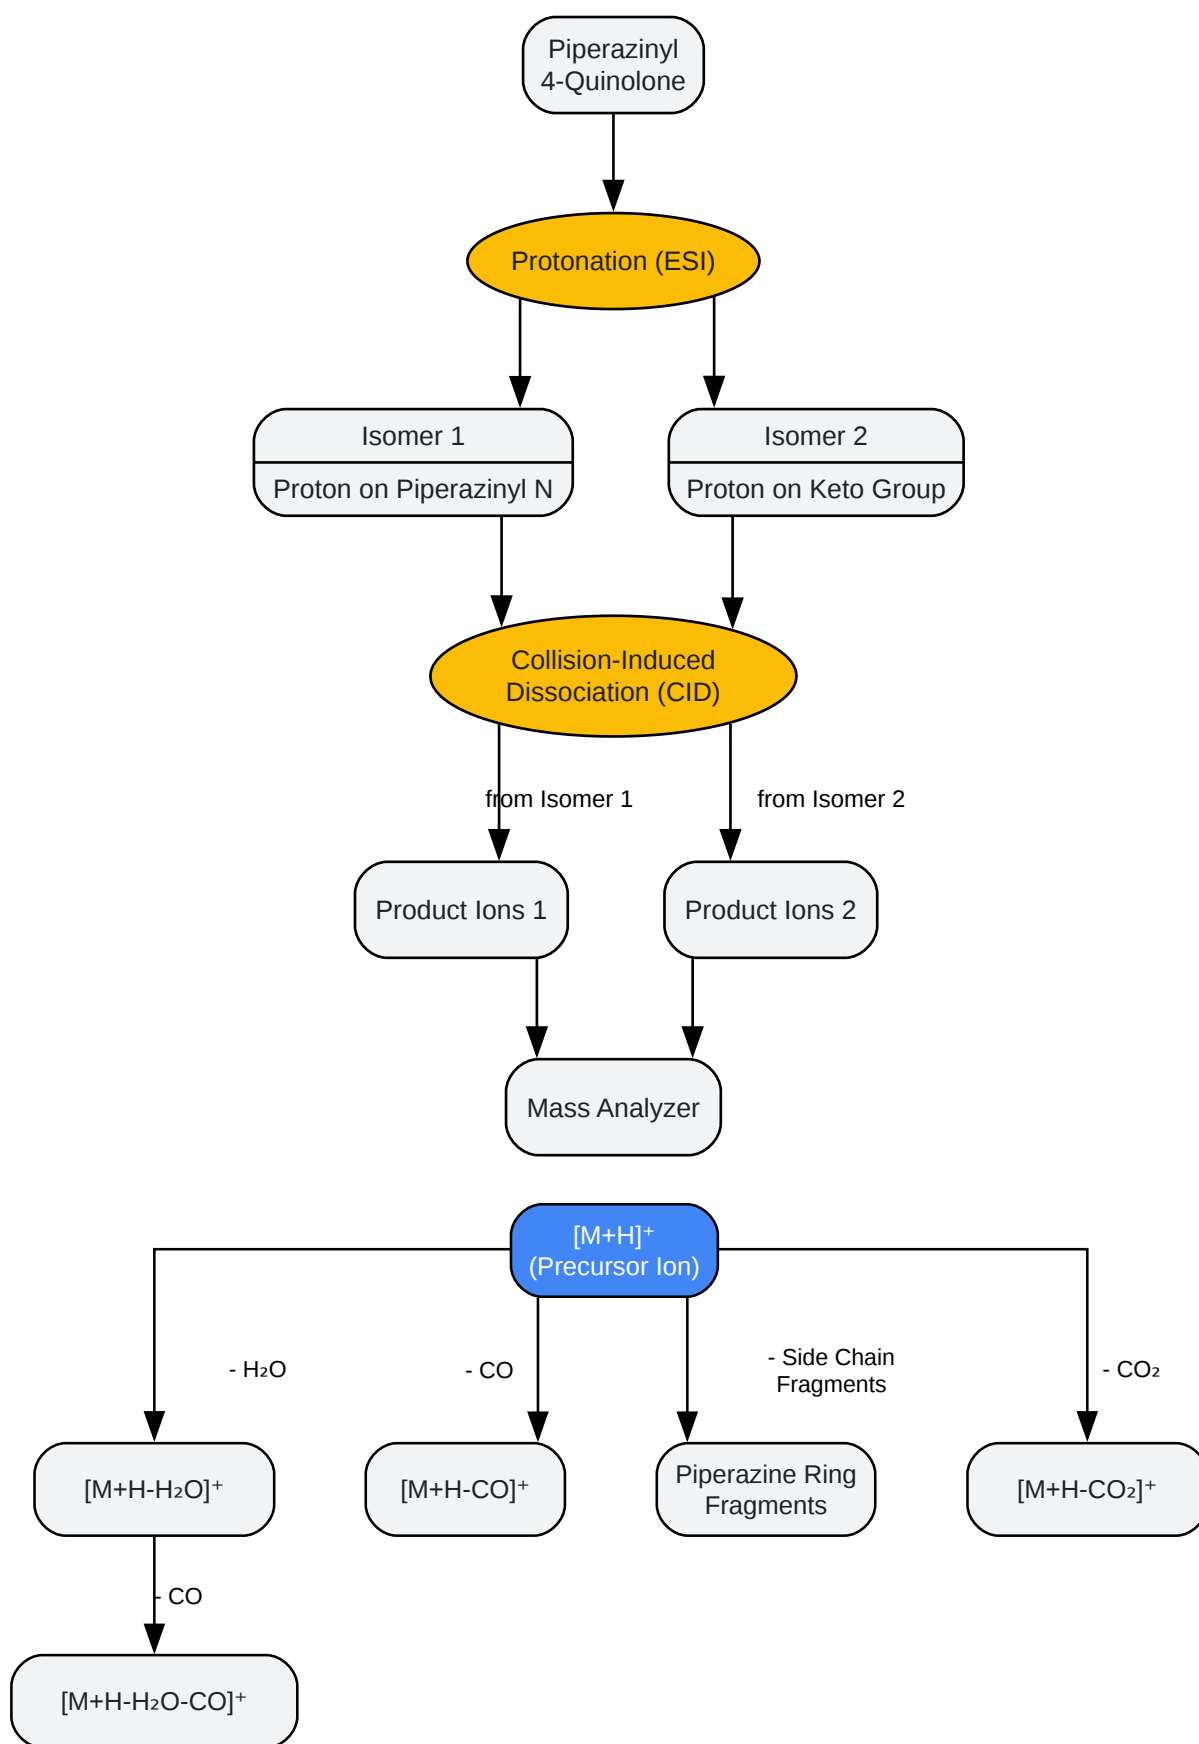 Piperazinyl
4-Quinolone
Protonation (ESI)
Isomer 1
Proton on Piperazinyl N
Isomer 2
Proton on Keto Group
Collision-Induced
Dissociation (CID)
from Isomer 1
from Isomer 2
Product Ions 1
Product Ions 2
Mass Analyzer
[M+H]⁺
(Precursor Ion)
- H₂O
- CO
- Side Chain
Fragments
- CO₂
[M+H-H₂O]⁺
[M+H-CO]⁺
Piperazine Ring
Fragments
[M+H-CO₂]⁺
- CO
[M+H-H₂O-CO]⁺